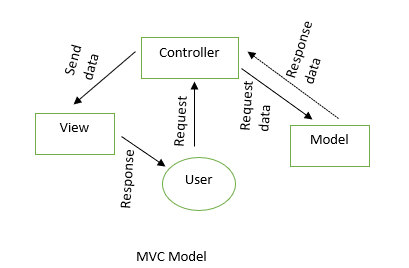 Controller
Send
data
Response
data
Request
Request
data
View
Model
Response
User
MVC Model